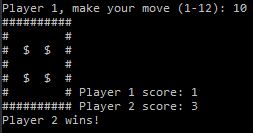 Player 1, make your move (1-12): 10
##########
#        #
#  $  $  #
#        #
#  $  $  #
#        # Player 1 score: 1
########## Player 2 score: 3
Player 2 wins!